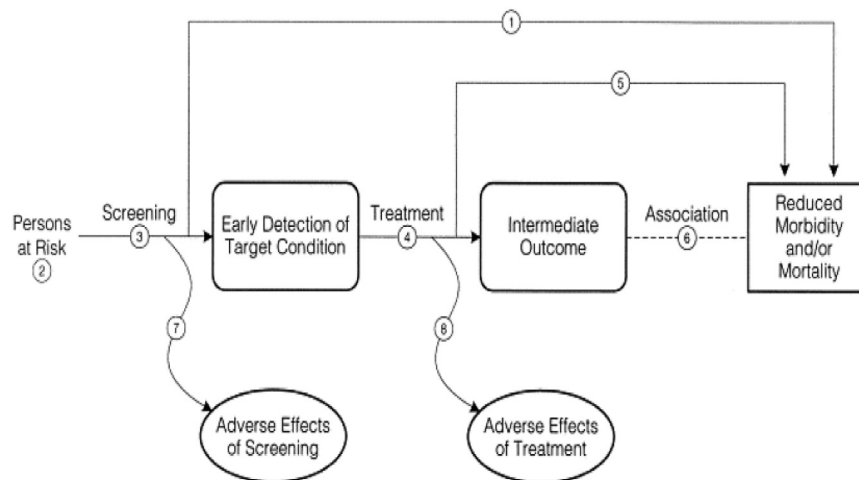 1
5
Persons
at Risk
2
Screening
3
Early Detection of
Target Condition
Treatment
4
Intermediate
Outcome
Association
6
Reduced
Morbidity
and/or
Mortality
7
8
Adverse Effects
of Screening
Adverse Effects
of Treatment